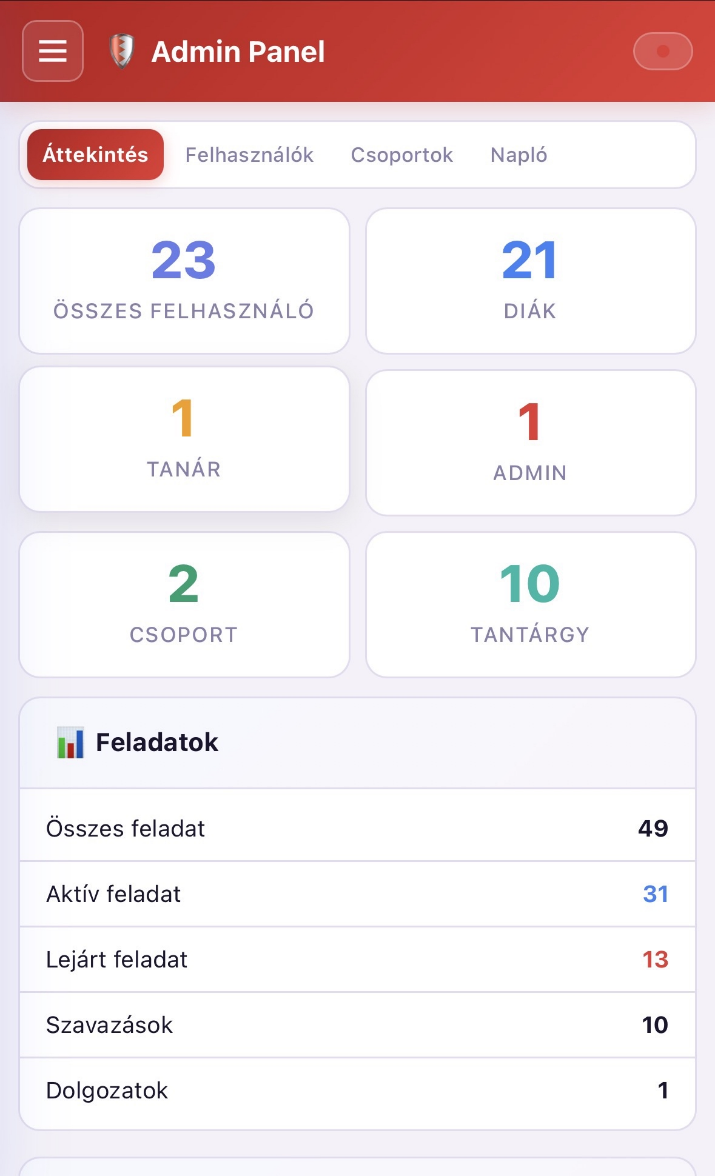 Admin Panel
Áttekintés Felhasználók Csoportok Napló
23
ÖSSZES FELHASZNÁLÓ
21
DIÁK
1
TANÁR
1
ADMIN
2
CSOPORT
10
TANTÁRGY
Feladatok
Összes feladat 49
Aktív feladat 31
Lejárt feladat 13
Szavazások 10
Dolgozatok 1